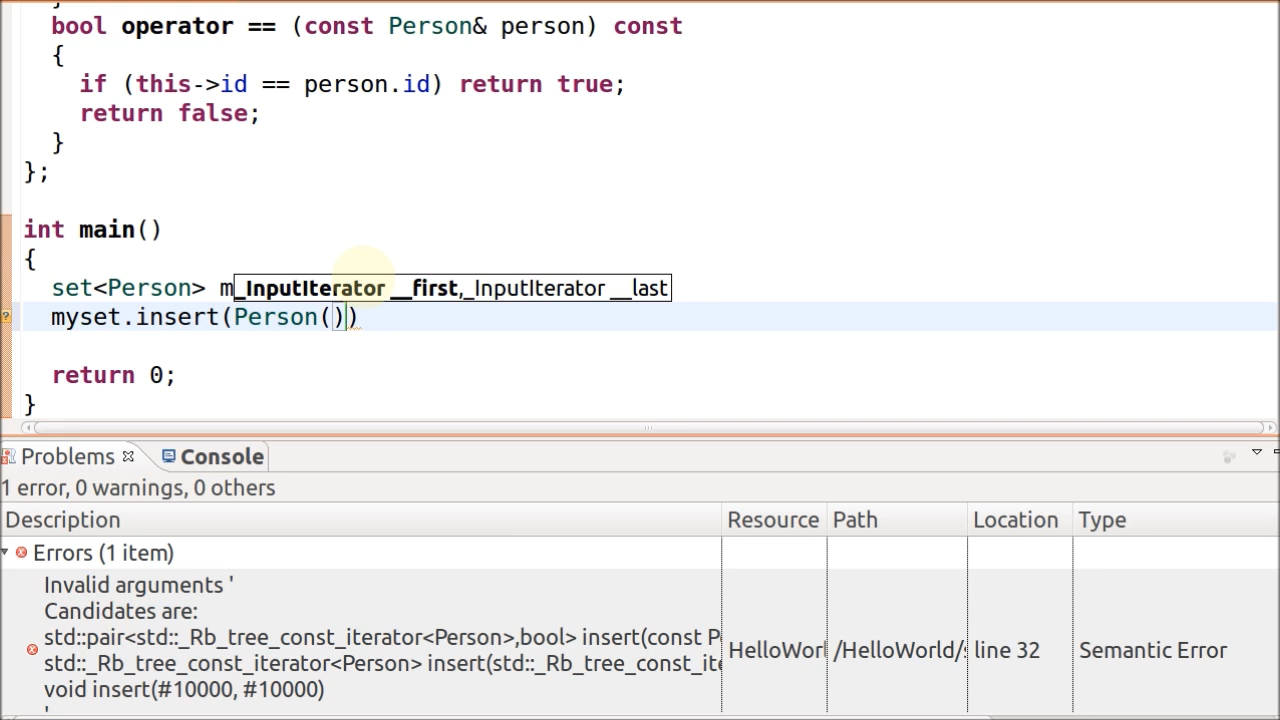 bool operator == (const Person& person) const
{
if (this->id == person.id) return true;
return false;
}
};
int main()
{
set<Person> m_InputIterator __first,_InputIterator __last
myset.insert(Person())
return 0;
}
Problems Console
1 error, 0 warnings, 0 others
Description Resource Path Location Type
Errors (1 item)
Invalid arguments '
Candidates are:
std::pair<std::_Rb_tree_const_iterator<Person>,bool> insert(const P
std::_Rb_tree_const_iterator<Person> insert(std::_Rb_tree_const_ite
void insert(#10000, #10000)
'
HelloWorl /HelloWorld/s line 32 Semantic Error